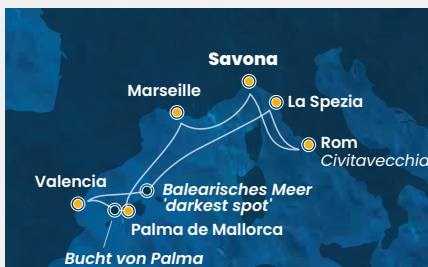 Savona
Marseille
La Spezia
Rom
Civitavecchia
Valencia
Balearisches Meer
'darkest spot'
Palma de Mallorca
Bucht von Palma